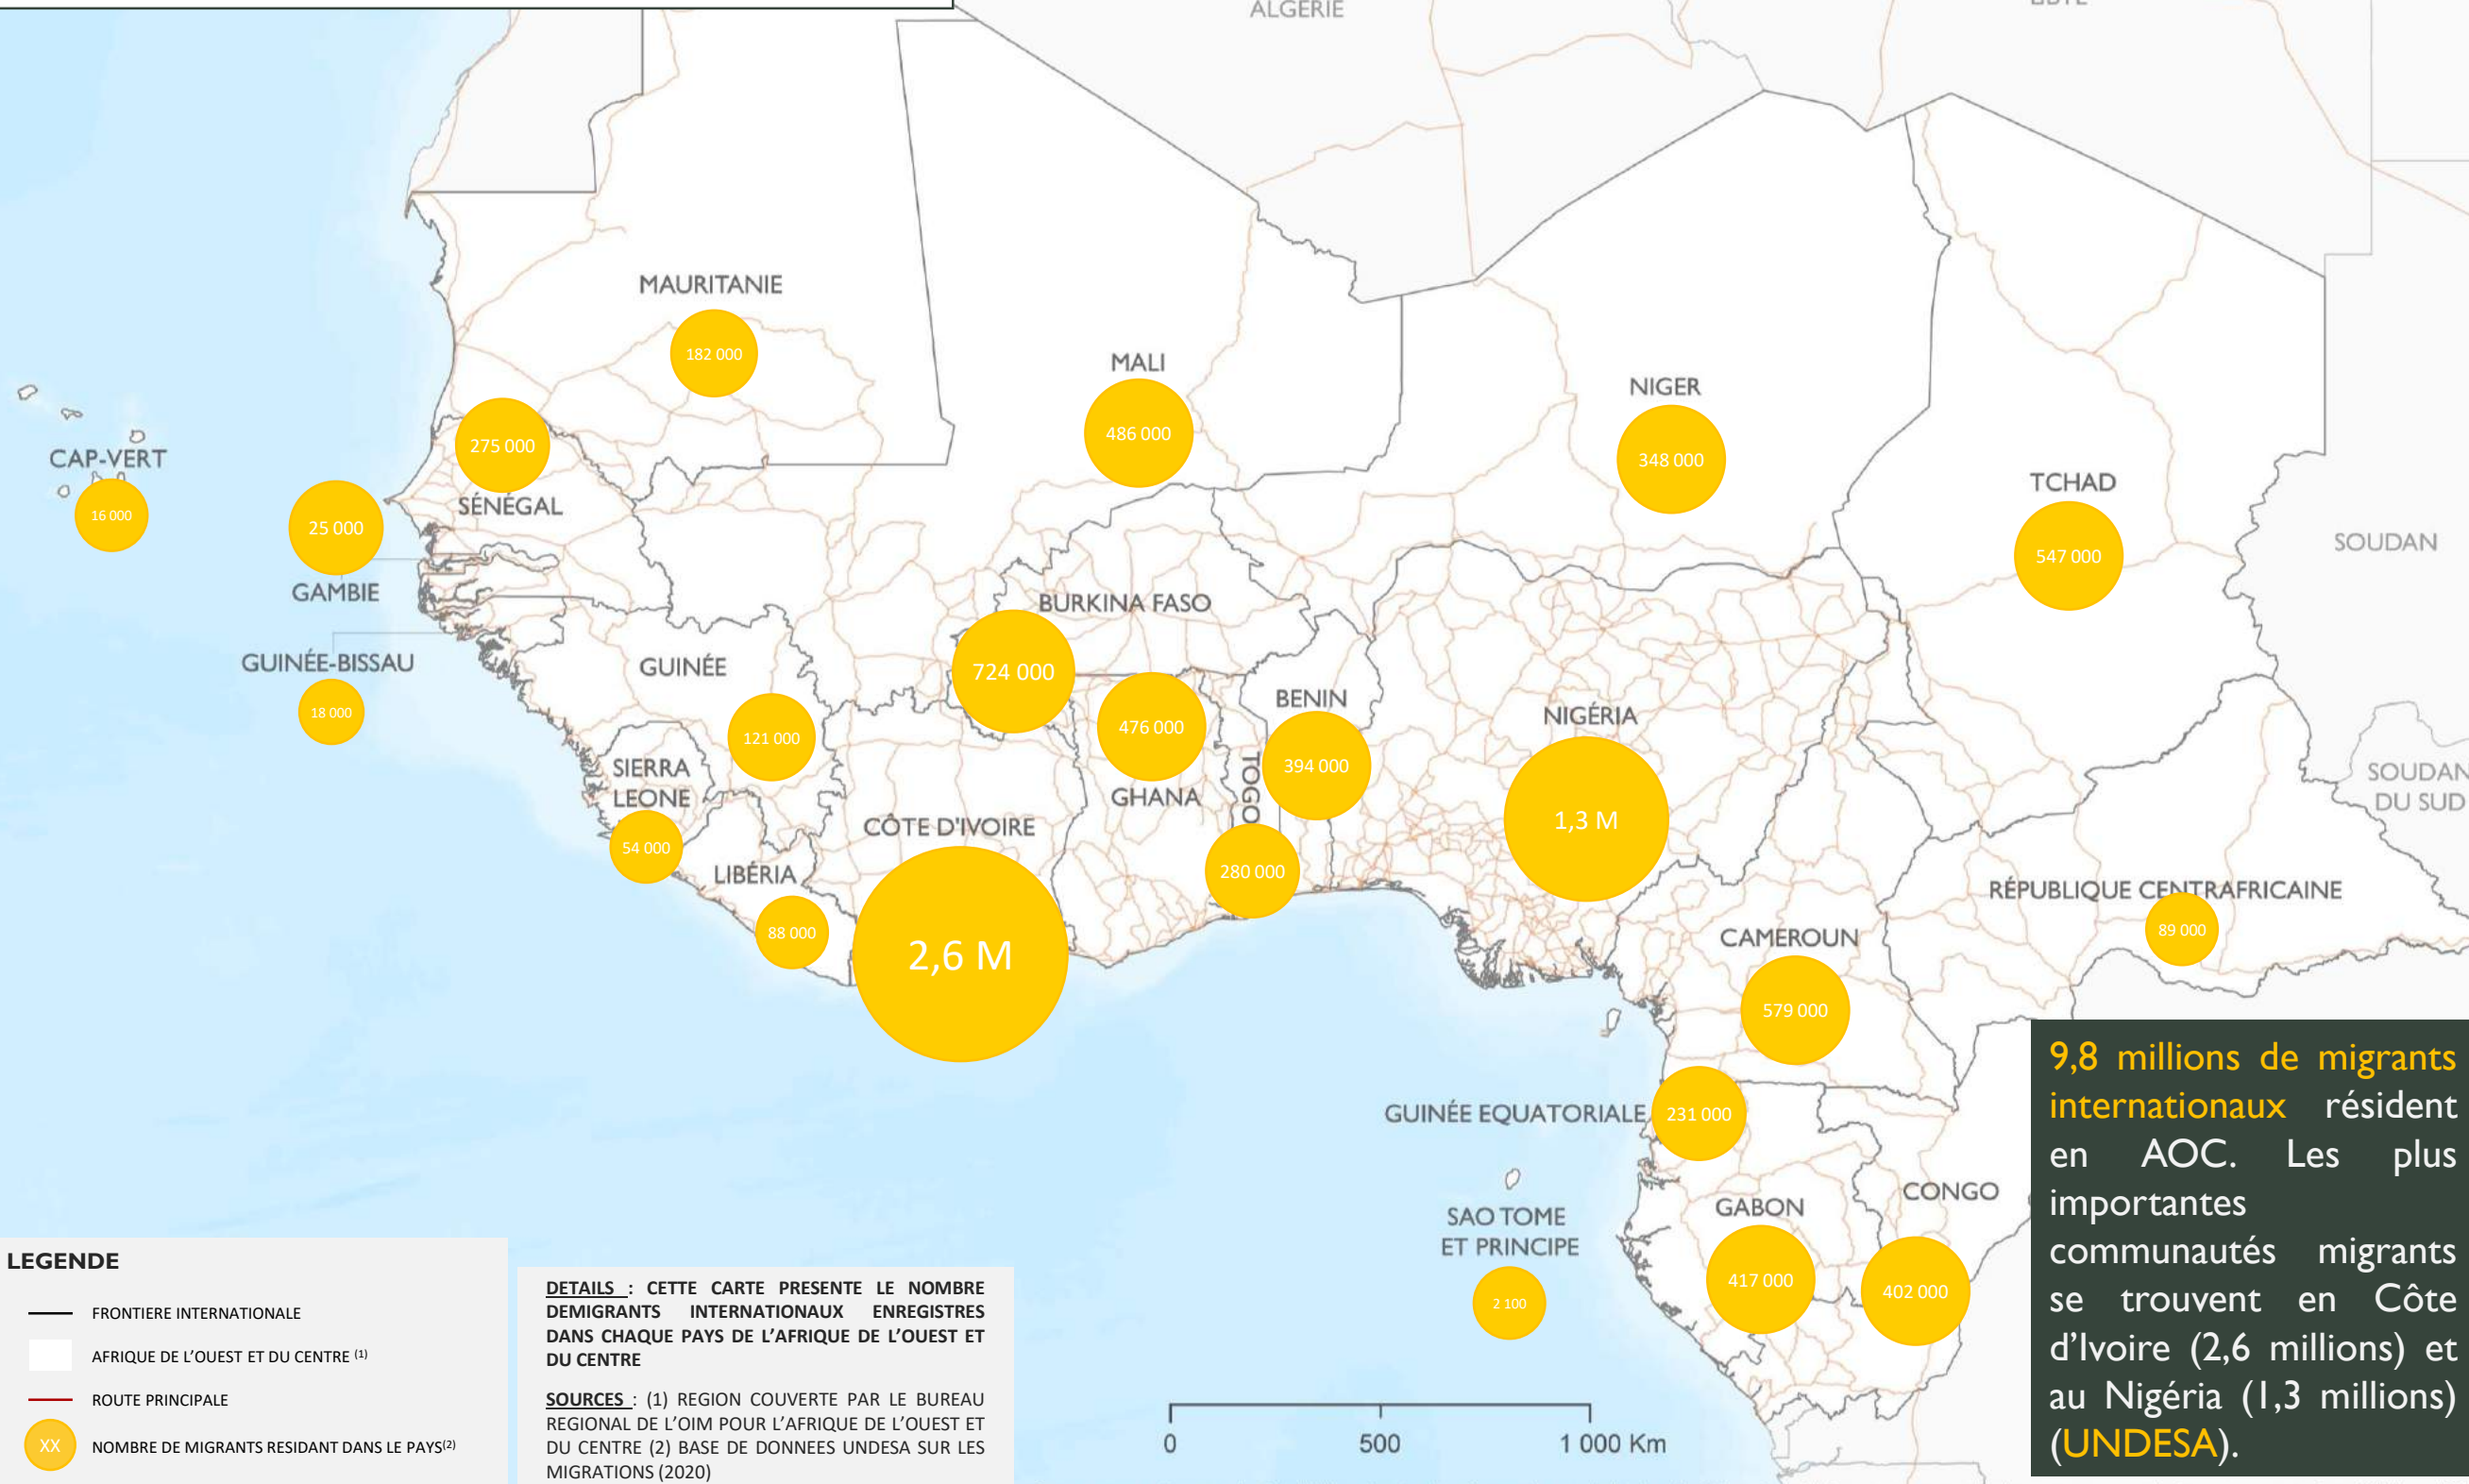 ALGERIE
MAURITANIE
182 000
MALI
486 000
NIGER
348 000
TCHAD
547 000
SOUDAN
CAP-VERT
16 000
275 000
SÉNÉGAL
25 000
GAMBIE
GUINÉE-BISSAU
18 000
GUINÉE
121 000
BURKINA FASO
724 000
476 000
GHANA
BENIN
394 000
TOGO
280 000
NIGÉRIA
1,3 M
SOUDAN
DU SUD
SIERRA
LEONE
54 000
LIBÉRIA
88 000
CÔTE D'IVOIRE
2,6 M
RÉPUBLIQUE CENTRAFRICAINE
89 000
CAMEROUN
579 000
GUINÉE EQUATORIALE
231 000
SAO TOME
ET PRINCIPE
2 100
GABON
417 000
CONGO
402 000
9,8 millions de migrants
internationaux résident
en AOC. Les plus
importantes
communautés migrants
se trouvent en Côte
d'Ivoire (2,6 millions) et
au Nigéria (1,3 millions)
(UNDESA).
LEGENDE
FRONTIERE INTERNATIONALE
AFRIQUE DE L'OUEST ET DU CENTRE (1)
ROUTE PRINCIPALE
XX NOMBRE DE MIGRANTS RESIDANT DANS LE PAYS(2)
DETAILS : CETTE CARTE PRESENTE LE NOMBRE
DEMIGRANTS INTERNATIONAUX ENREGISTRES
DANS CHAQUE PAYS DE L'AFRIQUE DE L'OUEST ET
DU CENTRE
SOURCES : (1) REGION COUVERTE PAR LE BUREAU
REGIONAL DE L'OIM POUR L'AFRIQUE DE L'OUEST ET
DU CENTRE (2) BASE DE DONNEES UNDESA SUR LES
MIGRATIONS (2020)
0 500 1 000 Km